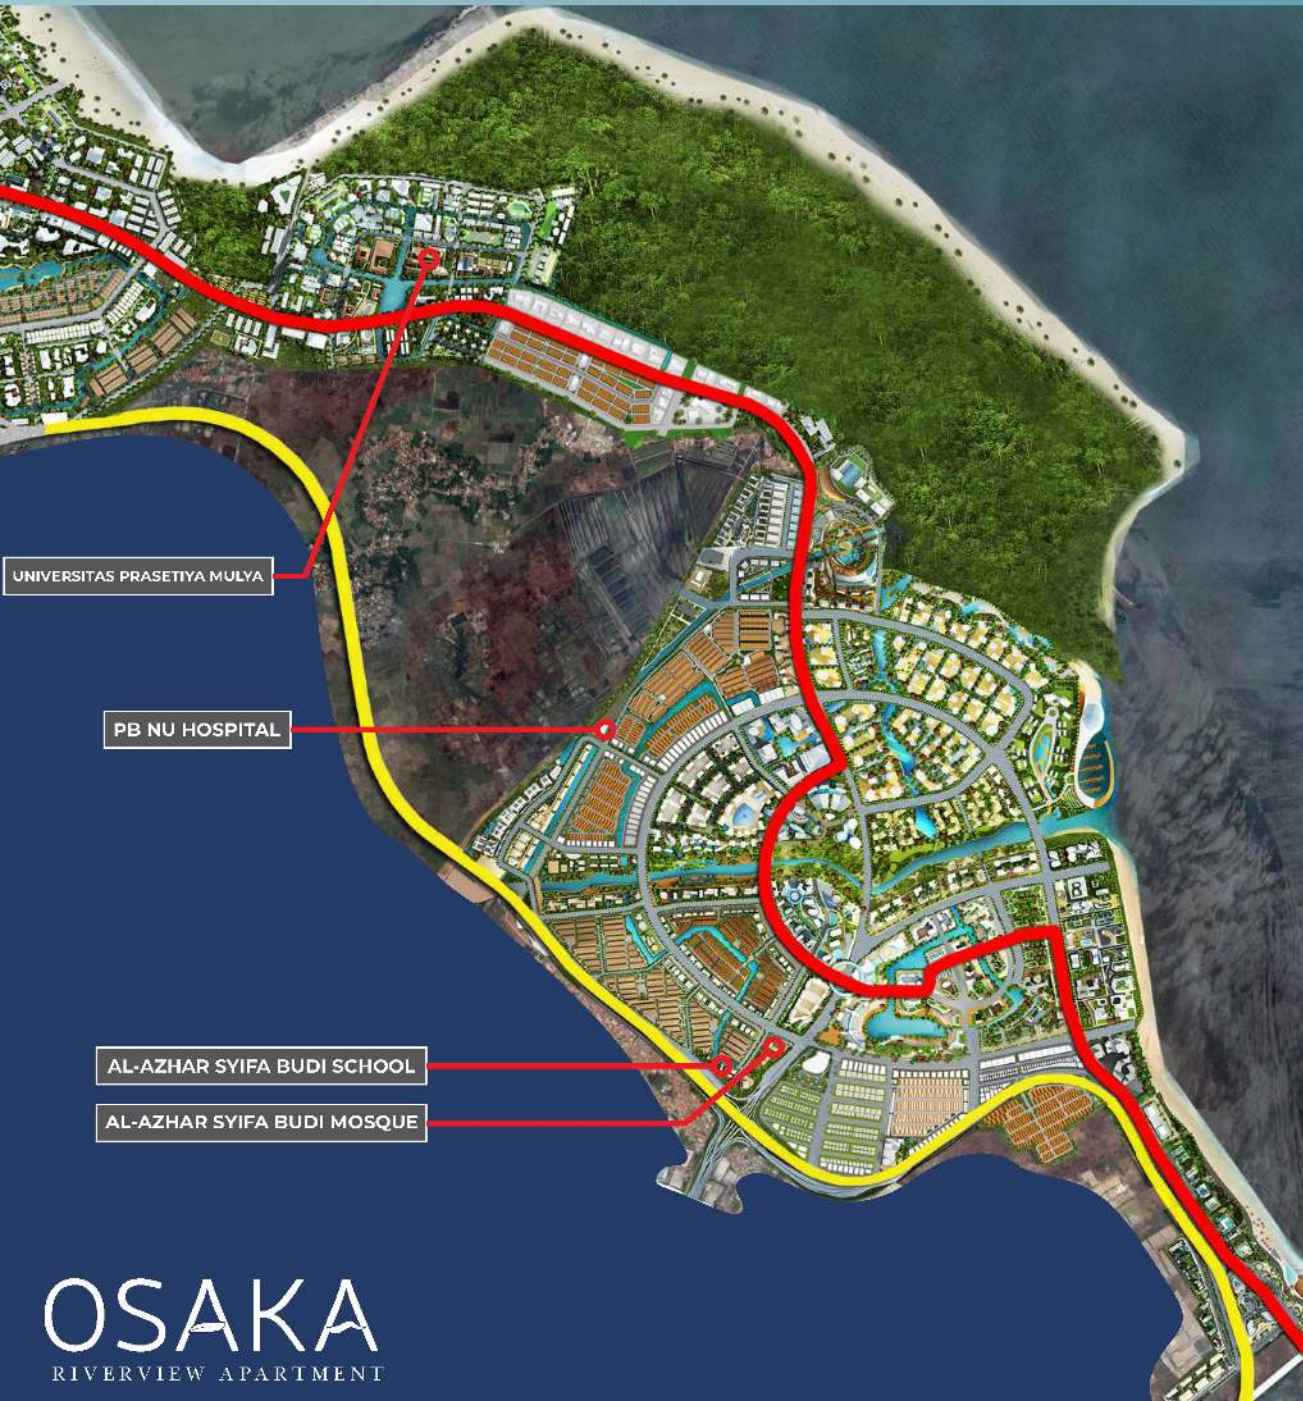 UNIVERSITAS PRASETIYA MULYA
PB NU HOSPITAL
AL-AZHAR SYIFA BUDI SCHOOL
AL-AZHAR SYIFA BUDI MOSQUE
OSAKA
RIVERVIEW APARTMENT